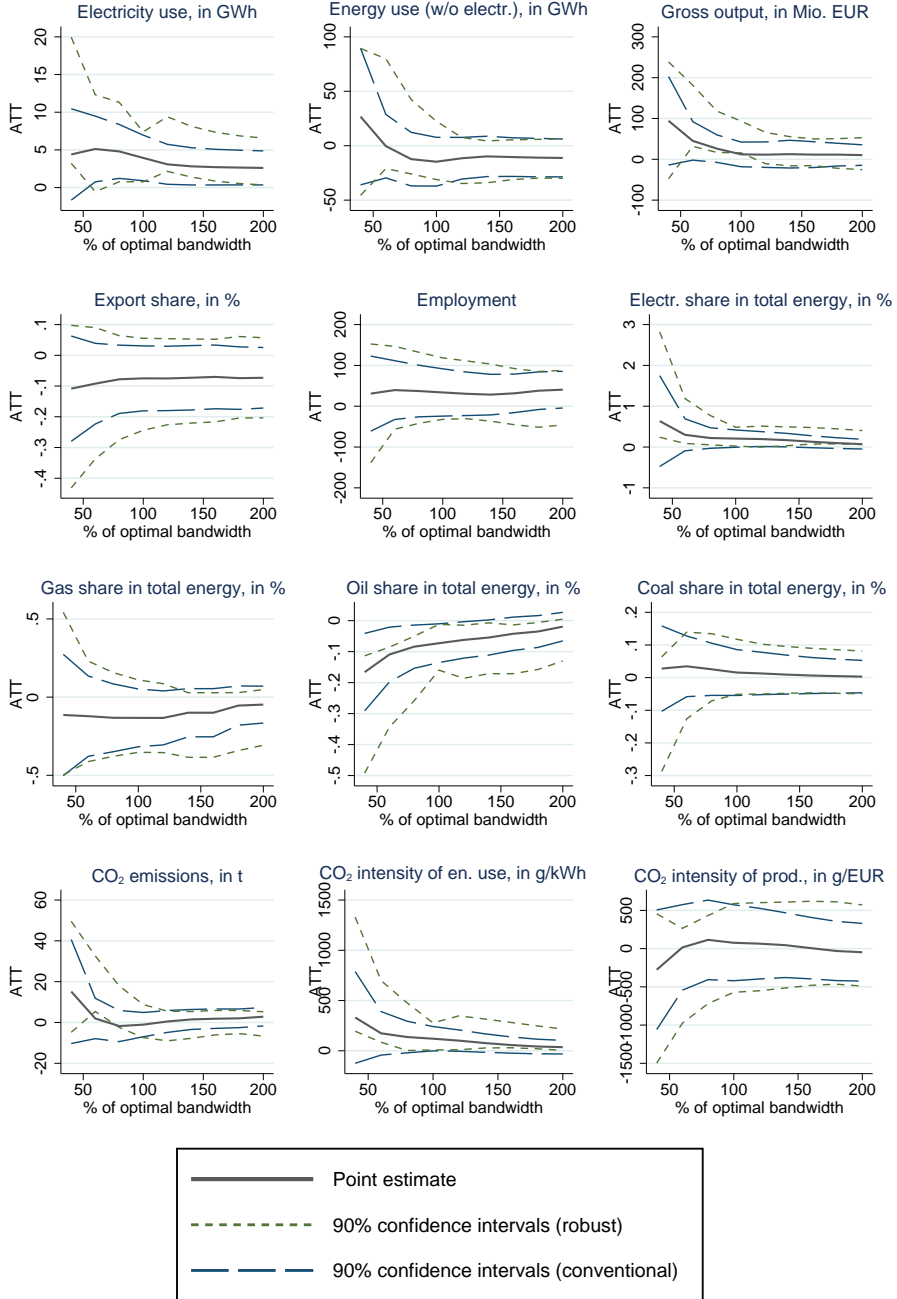 Electricity use, in GWh
ATT
20
15
10
5
0
50 100 150 200
% of optimal bandwidth
Energy use (w/o electr.), in GWh
ATT
100
50
0
-50
50 100 150 200
% of optimal bandwidth
Gross output, in Mio. EUR
ATT
300
200
100
0
-100
50 100 150 200
% of optimal bandwidth
Export share, in %
ATT
.1
0
-.1
-.2
-.3
-.4
50 100 150 200
% of optimal bandwidth
Employment
ATT
200
100
0
-100
-200
50 100 150 200
% of optimal bandwidth
Electr. share in total energy, in %
ATT
3
2
1
0
-1
50 100 150 200
% of optimal bandwidth
Gas share in total energy, in %
ATT
.5
0
-.5
50 100 150 200
% of optimal bandwidth
Oil share in total energy, in %
ATT
0
-.1
-.2
-.3
-.4
-.5
50 100 150 200
% of optimal bandwidth
Coal share in total energy, in %
ATT
.2
.1
0
-.1
-.2
-.3
50 100 150 200
% of optimal bandwidth
CO₂ emissions, in t
ATT
60
40
20
0
-20
50 100 150 200
% of optimal bandwidth
CO₂ intensity of en. use, in g/kWh
ATT
1500
1000
500
0
50 100 150 200
% of optimal bandwidth
CO₂ intensity of prod., in g/EUR
ATT
500
0
-500
-1000
-1500
50 100 150 200
% of optimal bandwidth
Point estimate
90% confidence intervals (robust)
90% confidence intervals (conventional)